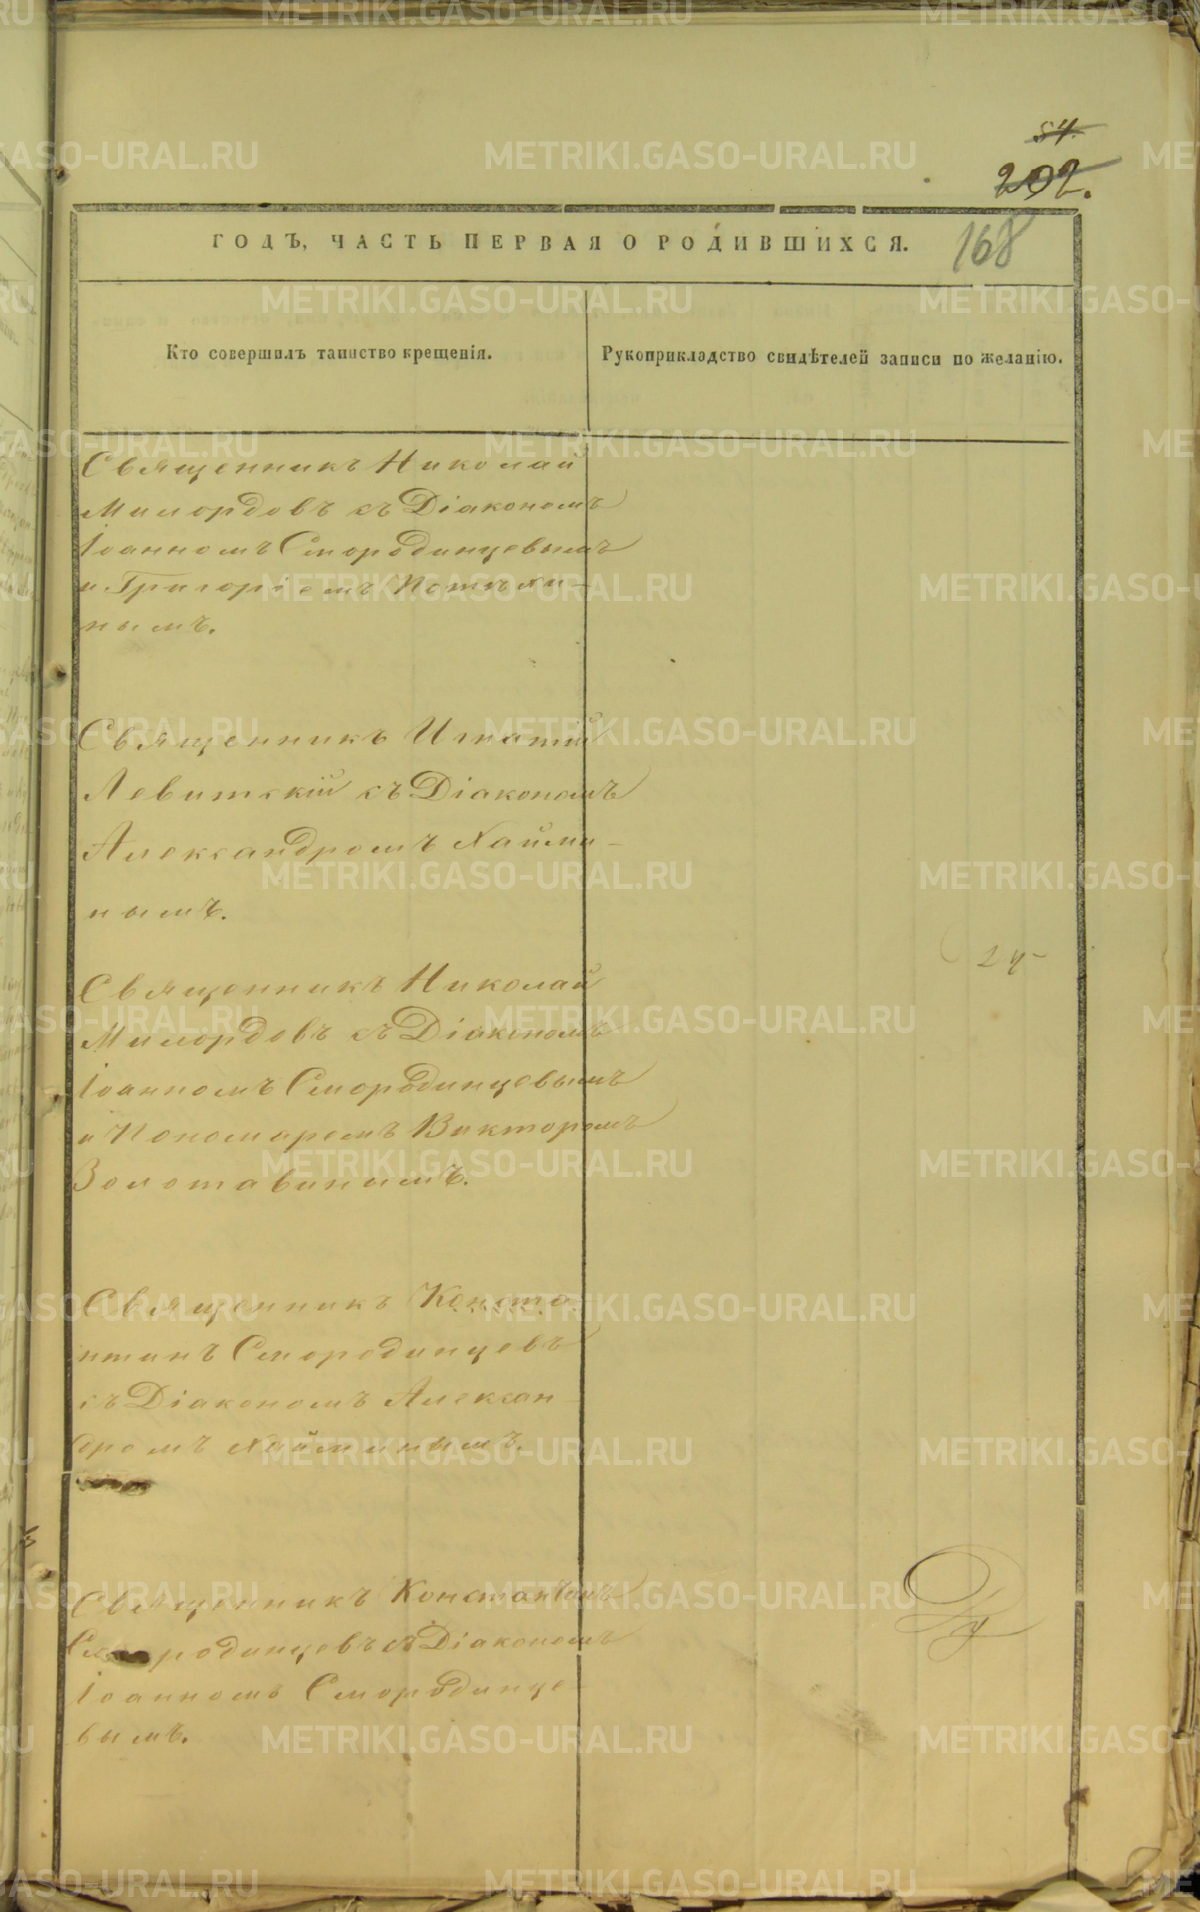 54.
202.
168
ГОДЪ, ЧАСТЬ ПЕРВАЯ О РОДИВШИХСЯ.
Кто совершилъ таинство крещенія.
Рукоприкладство свидѣтелей записи по желанію.
Священникъ Николай
Милордовъ съ Діакономъ
Іоанномъ Смородинцевымъ
и Григоріемъ Потѣхи-
нымъ.
Священникъ Игнатій
Левитскій съ Діакономъ
Александромъ Хайми-
нымъ.
Священникъ Николай
Милордовъ съ Діакономъ
Іоанномъ Смородинцевымъ
и Пономаремъ Викторомъ
Золотавинымъ.
Священникъ Конста
нтинъ Смородинцевъ
съ Діакономъ Алексан
дромъ Хайминымъ.
Священникъ Константинъ
Смородинцевъ съ Діакономъ
Іоанномъ Смородинце-
вымъ.
METRIKI.GASO-URAL.RU